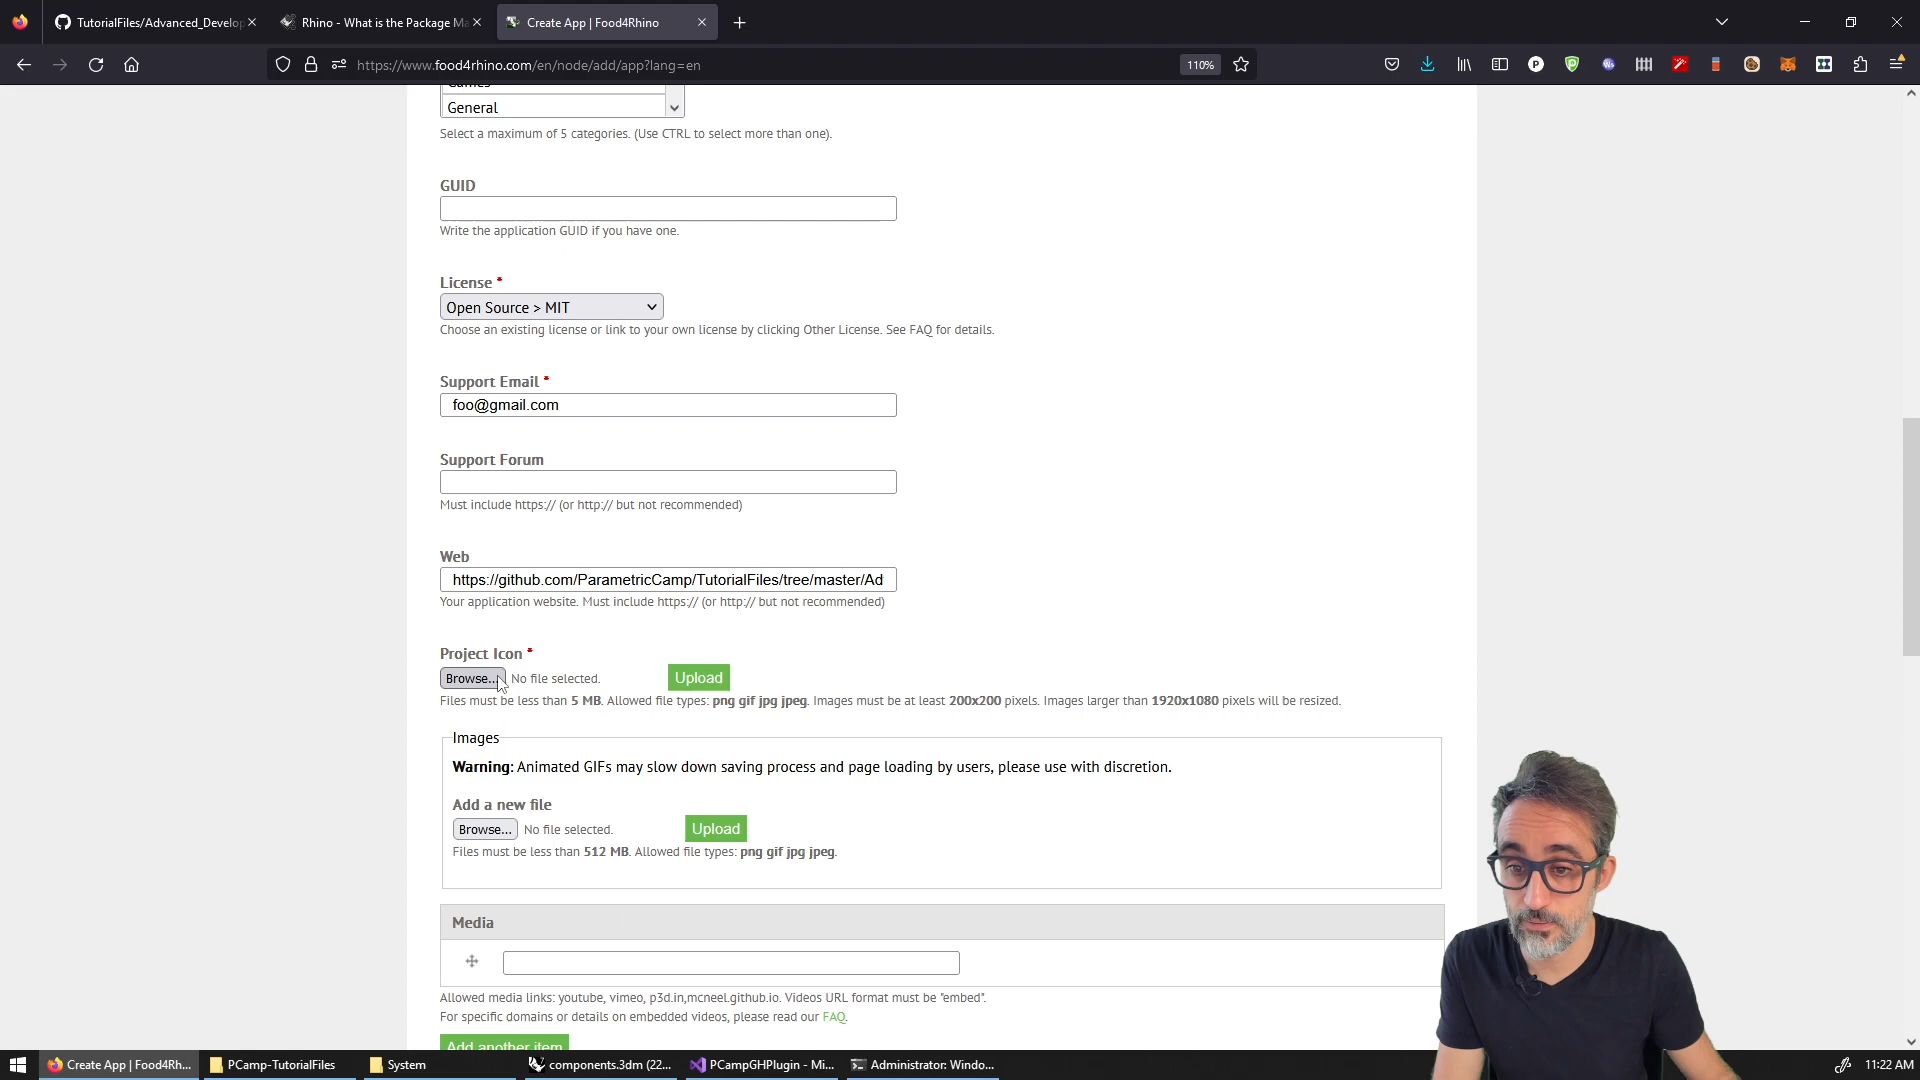 TutorialFiles/Advanced_Develop
Rhino - What is the Package Ma
Create App | Food4Rhino
https://www.food4rhino.com/en/node/add/app?lang=en
110%
General
Select a maximum of 5 categories. (Use CTRL to select more than one).
GUID
Write the application GUID if you have one.
License *
Open Source > MIT
Choose an existing license or link to your own license by clicking Other License. See FAQ for details.
Support Email *
foo@gmail.com
Support Forum
Must include https:// (or http:// but not recommended)
Web
https://github.com/ParametricCamp/TutorialFiles/tree/master/Ad
Your application website. Must include https:// (or http:// but not recommended)
Project Icon *
Browse... No file selected. Upload
Files must be less than 5 MB. Allowed file types: png gif jpg jpeg. Images must be at least 200x200 pixels. Images larger than 1920x1080 pixels will be resized.
Images
Warning: Animated GIFs may slow down saving process and page loading by users, please use with discretion.
Add a new file
Browse... No file selected. Upload
Files must be less than 512 MB. Allowed file types: png gif jpg jpeg.
Media
Allowed media links: youtube, vimeo, p3d.in,mcneel.github.io. Videos URL format must be "embed".
For specific domains or details on embedded videos, please read our FAQ.
Add another item
Create App | Food4Rh...
PCamp-TutorialFiles
System
components.3dm (22...
PCampGHPlugin - Mi...
Administrator: Windo...
11:22 AM